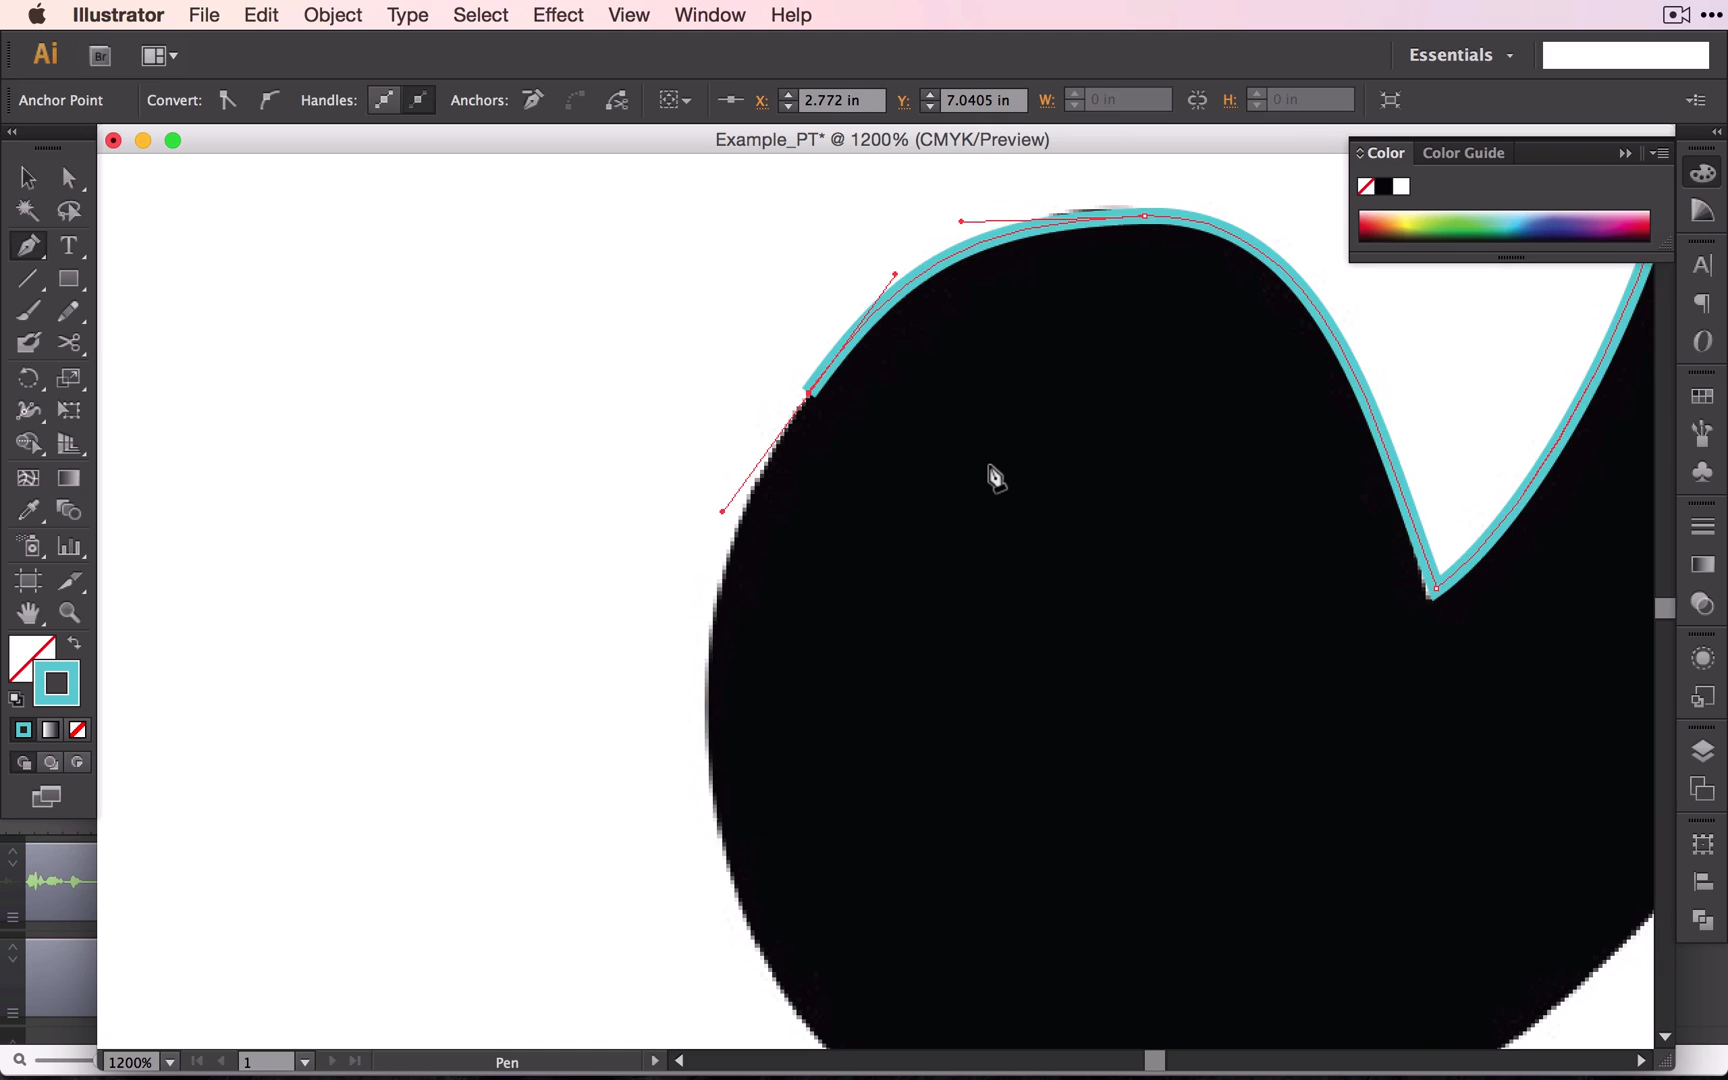 Illustrator File Edit Object Type Select Effect View Window Help
Ai Br Essentials
Anchor Point Convert: Handles: Anchors: X: 2.772 in Y: 7.0405 in W: 0 in H: 0 in
Example_PT* @ 1200% (CMYK/Preview)
Color Color Guide
T
A
O
1200% 1 Pen